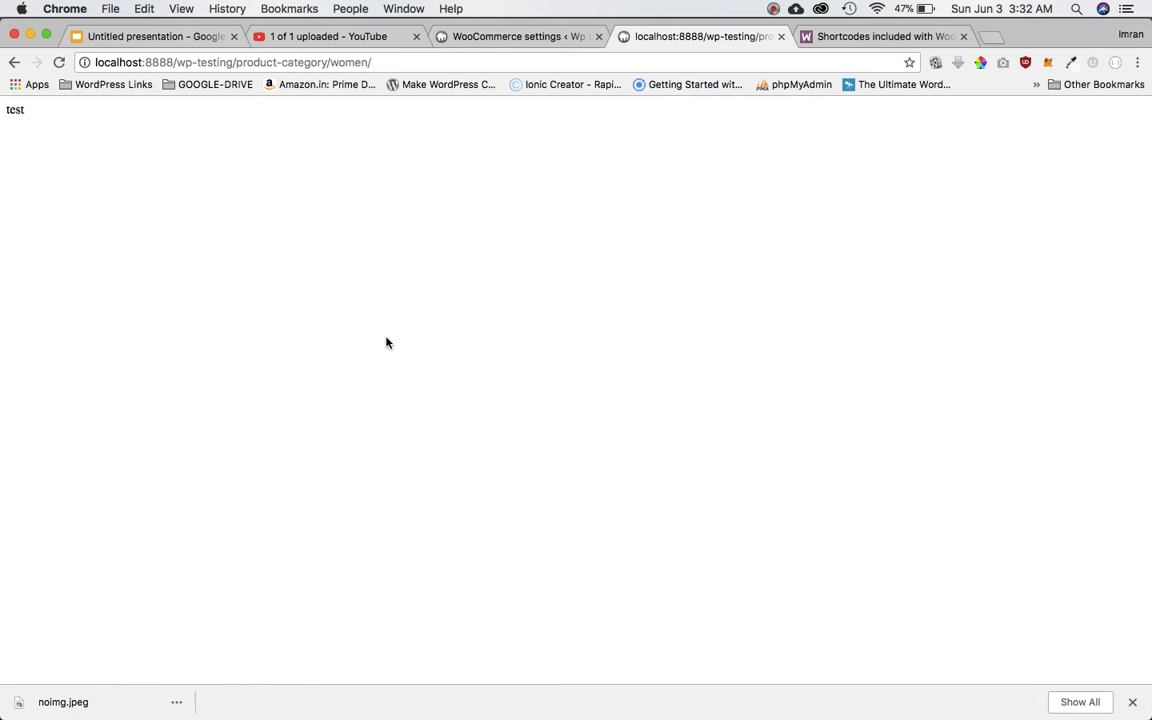 Chrome File Edit View History Bookmarks People Window Help 47% Sun Jun 3 3:32 AM
Untitled presentation - Google 1 of 1 uploaded - YouTube WooCommerce settings ‹ Wp localhost:8888/wp-testing/pro Shortcodes included with Woo Imran
localhost:8888/wp-testing/product-category/women/
Apps WordPress Links GOOGLE-DRIVE Amazon.in: Prime D... Make WordPress C... Ionic Creator - Rapi... Getting Started wit... phpMyAdmin The Ultimate Word... » Other Bookmarks
test
noimg.jpeg Show All